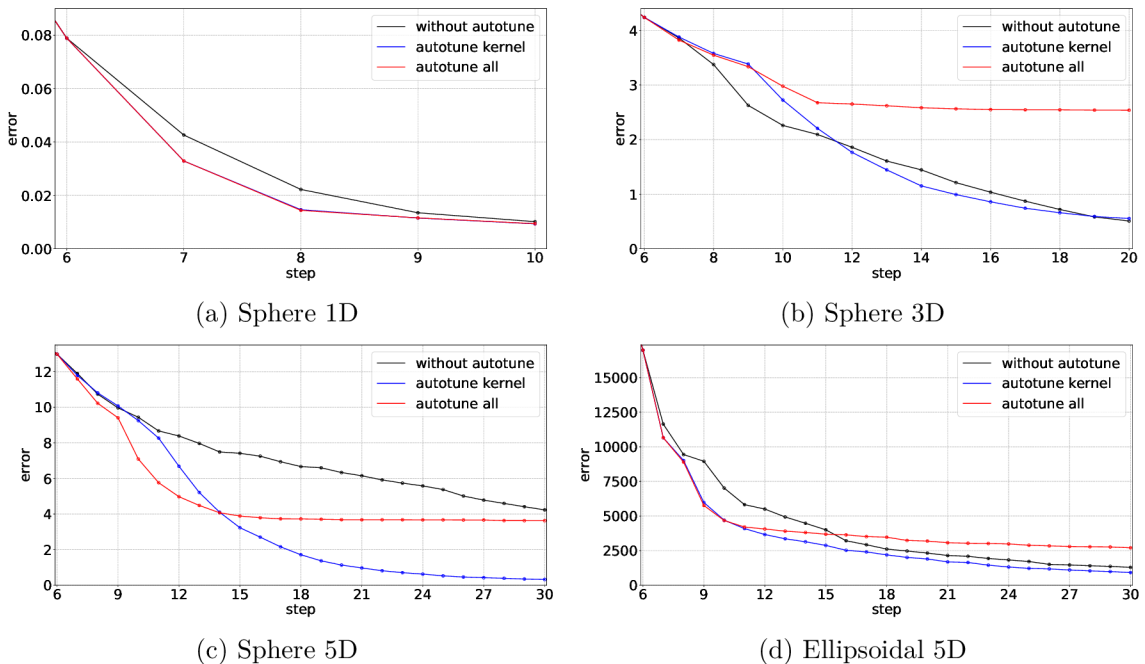 without autotune
autotune kernel
autotune all
error
0.08
0.06
0.04
0.02
0.00
6 7 8 9 10
step
(a) Sphere 1D
without autotune
autotune kernel
autotune all
error
4
3
2
1
0
6 8 10 12 14 16 18 20
step
(b) Sphere 3D
without autotune
autotune kernel
autotune all
error
12
10
8
6
4
2
0
6 9 12 15 18 21 24 27 30
step
(c) Sphere 5D
without autotune
autotune kernel
autotune all
error
15000
12500
10000
7500
5000
2500
0
6 9 12 15 18 21 24 27 30
step
(d) Ellipsoidal 5D